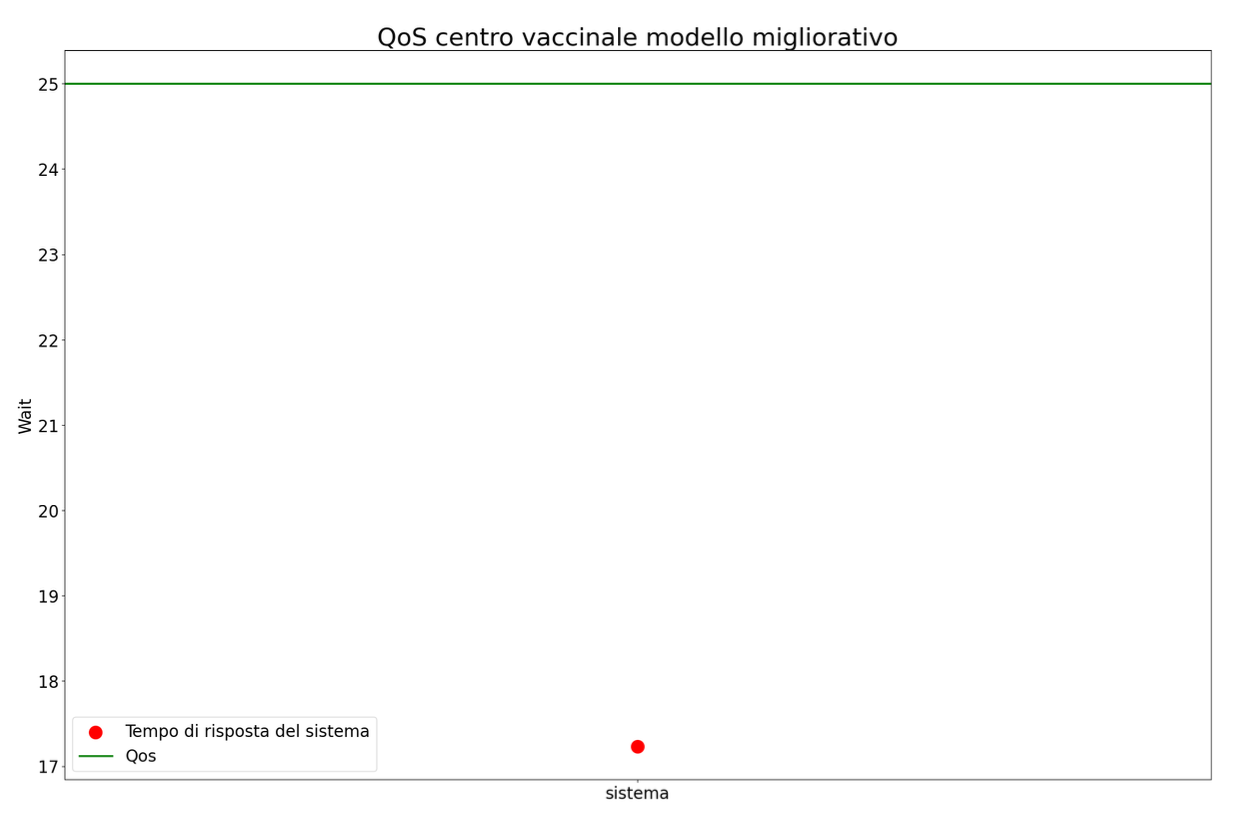 QoS centro vaccinale modello migliorativo
25
24
23
22
21
20
19
18
17
Wait
Tempo di risposta del sistema
Qos
sistema